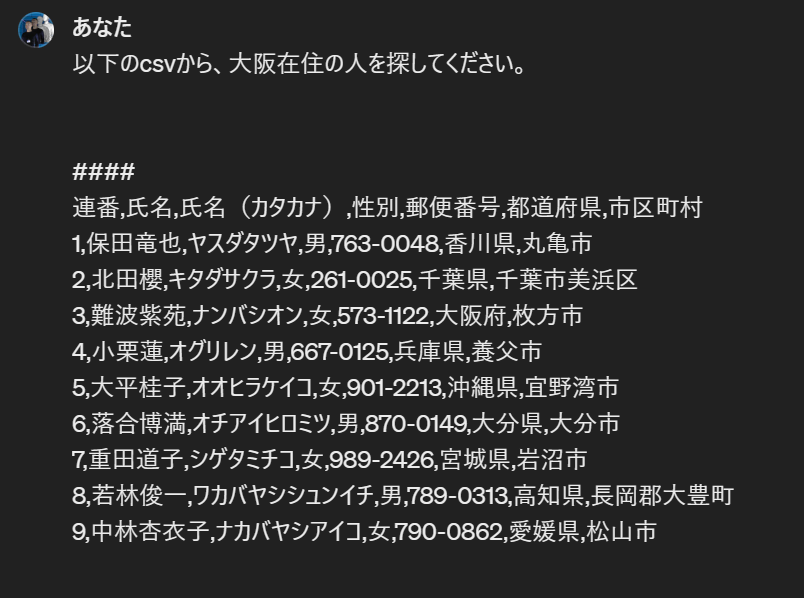 あなた
以下のcsvから、大阪在住の人を探してください。
####
連番,氏名,氏名（カタカナ）,性別,郵便番号,都道府県,市区町村
1,保田竜也,ヤスダタツヤ,男,763-0048,香川県,丸亀市
2,北田櫻,キタダサクラ,女,261-0025,千葉県,千葉市美浜区
3,難波紫苑,ナンバシオン,女,573-1122,大阪府,枚方市
4,小栗蓮,オグリレン,男,667-0125,兵庫県,養父市
5,大平桂子,オオヒラケイコ,女,901-2213,沖縄県,宜野湾市
6,落合博満,オチアイヒロミツ,男,870-0149,大分県,大分市
7,重田道子,シゲタミチコ,女,989-2426,宮城県,岩沼市
8,若林俊一,ワカバヤシシュンイチ,男,789-0313,高知県,長岡郡大豊町
9,中林杏衣子,ナカバヤシアイコ,女,790-0862,愛媛県,松山市